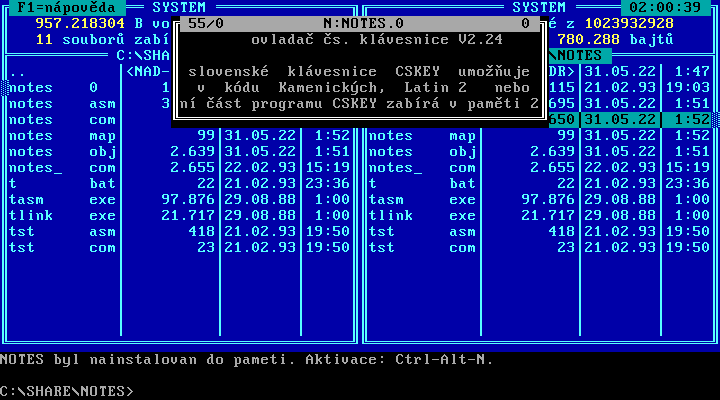 F1=nápověda SYSTEM SYSTEM 02:00:39
957.218304 B vo 55/0 N:NOTES.0 0 é z 1023932928
11 souborů zabí ovladač čs. klávesnice V2.24 780.288 bajtů
C:\SHA \NOTES
.. <NAD- slovenské klávesnice CSKEY umožňuje DR> 31.05.22 1:47
notes 0 1 v kódu Kamenických, Latin 2 nebo 115 21.02.93 19:03
notes asm 3 ní část programu CSKEY zabírá v paměti 2 695 31.05.22 1:51
notes com 650 31.05.22 1:52
notes map 99 31.05.22 1:52 notes map 99 31.05.22 1:52
notes obj 2.639 31.05.22 1:51 notes obj 2.639 31.05.22 1:51
notes_ com 2.655 22.02.93 15:19 notes_ com 2.655 22.02.93 15:19
t bat 22 21.02.93 23:36 t bat 22 21.02.93 23:36
tasm exe 97.876 29.08.88 1:00 tasm exe 97.876 29.08.88 1:00
tlink exe 21.717 29.08.88 1:00 tlink exe 21.717 29.08.88 1:00
tst asm 418 21.02.93 19:50 tst asm 418 21.02.93 19:50
tst com 23 21.02.93 19:50 tst com 23 21.02.93 19:50
NOTES byl nainstalovan do pameti. Aktivace: Ctrl-Alt-N.
C:\SHARE\NOTES>